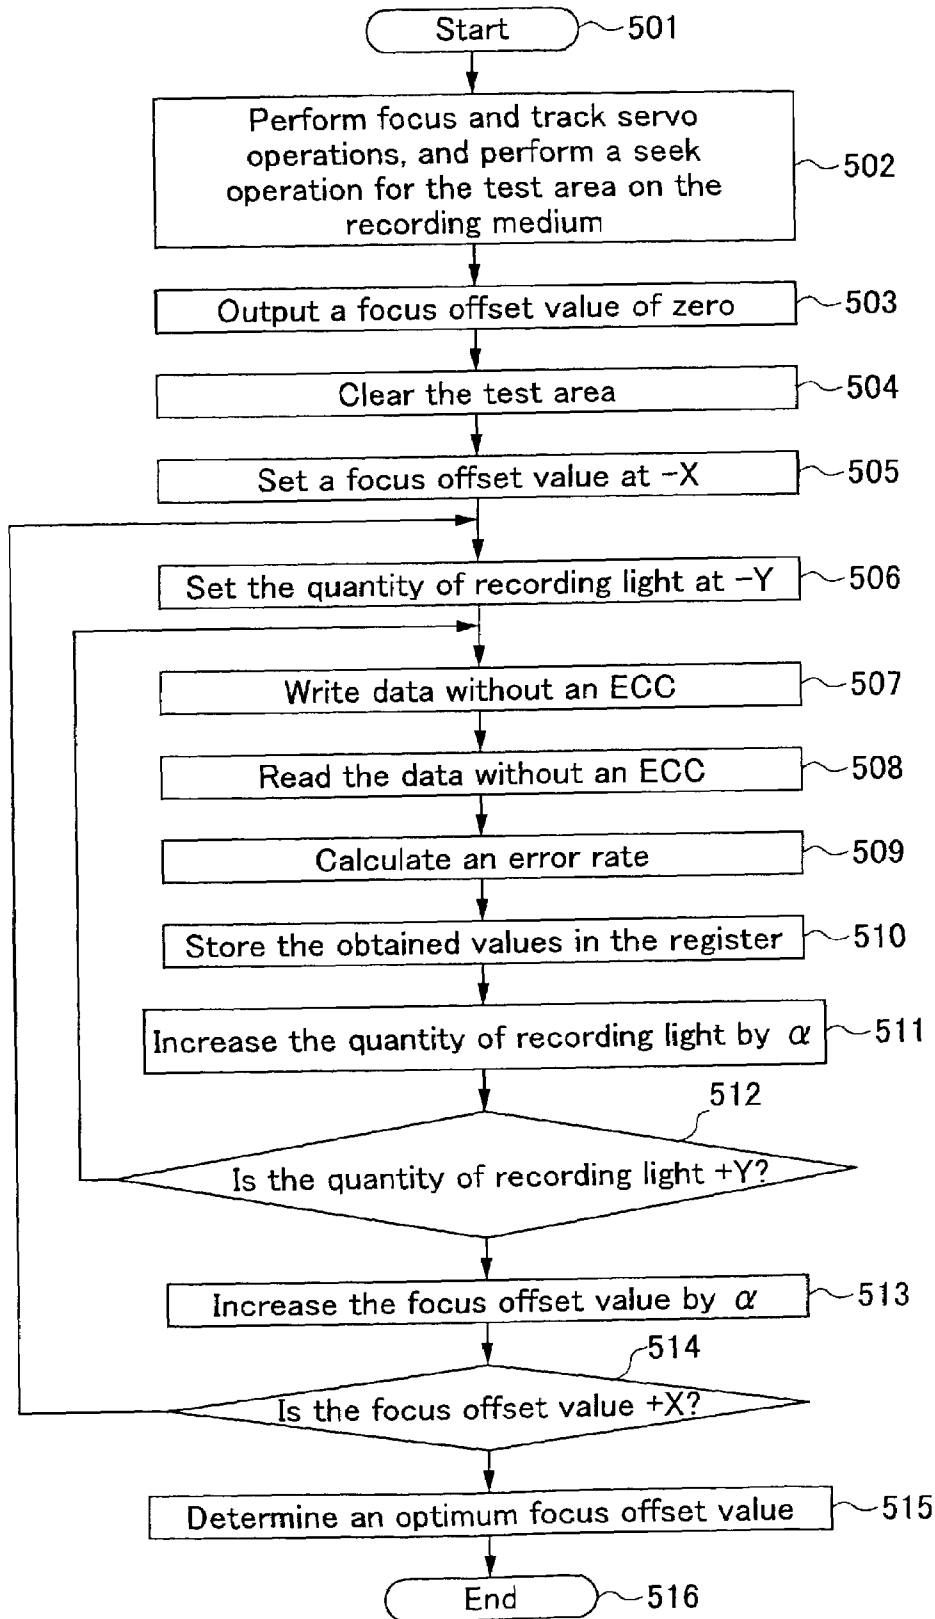 Start
501
Perform focus and track servo
operations, and perform a seek
operation for the test area on the
recording medium
502
Output a focus offset value of zero
503
Clear the test area
504
Set a focus offset value at -X
505
Set the quantity of recording light at -Y
506
Write data without an ECC
507
Read the data without an ECC
508
Calculate an error rate
509
Store the obtained values in the register
510
Increase the quantity of recording light by α
511
512
Is the quantity of recording light +Y?
Increase the focus offset value by α
513
514
Is the focus offset value +X?
Determine an optimum focus offset value
515
End
516